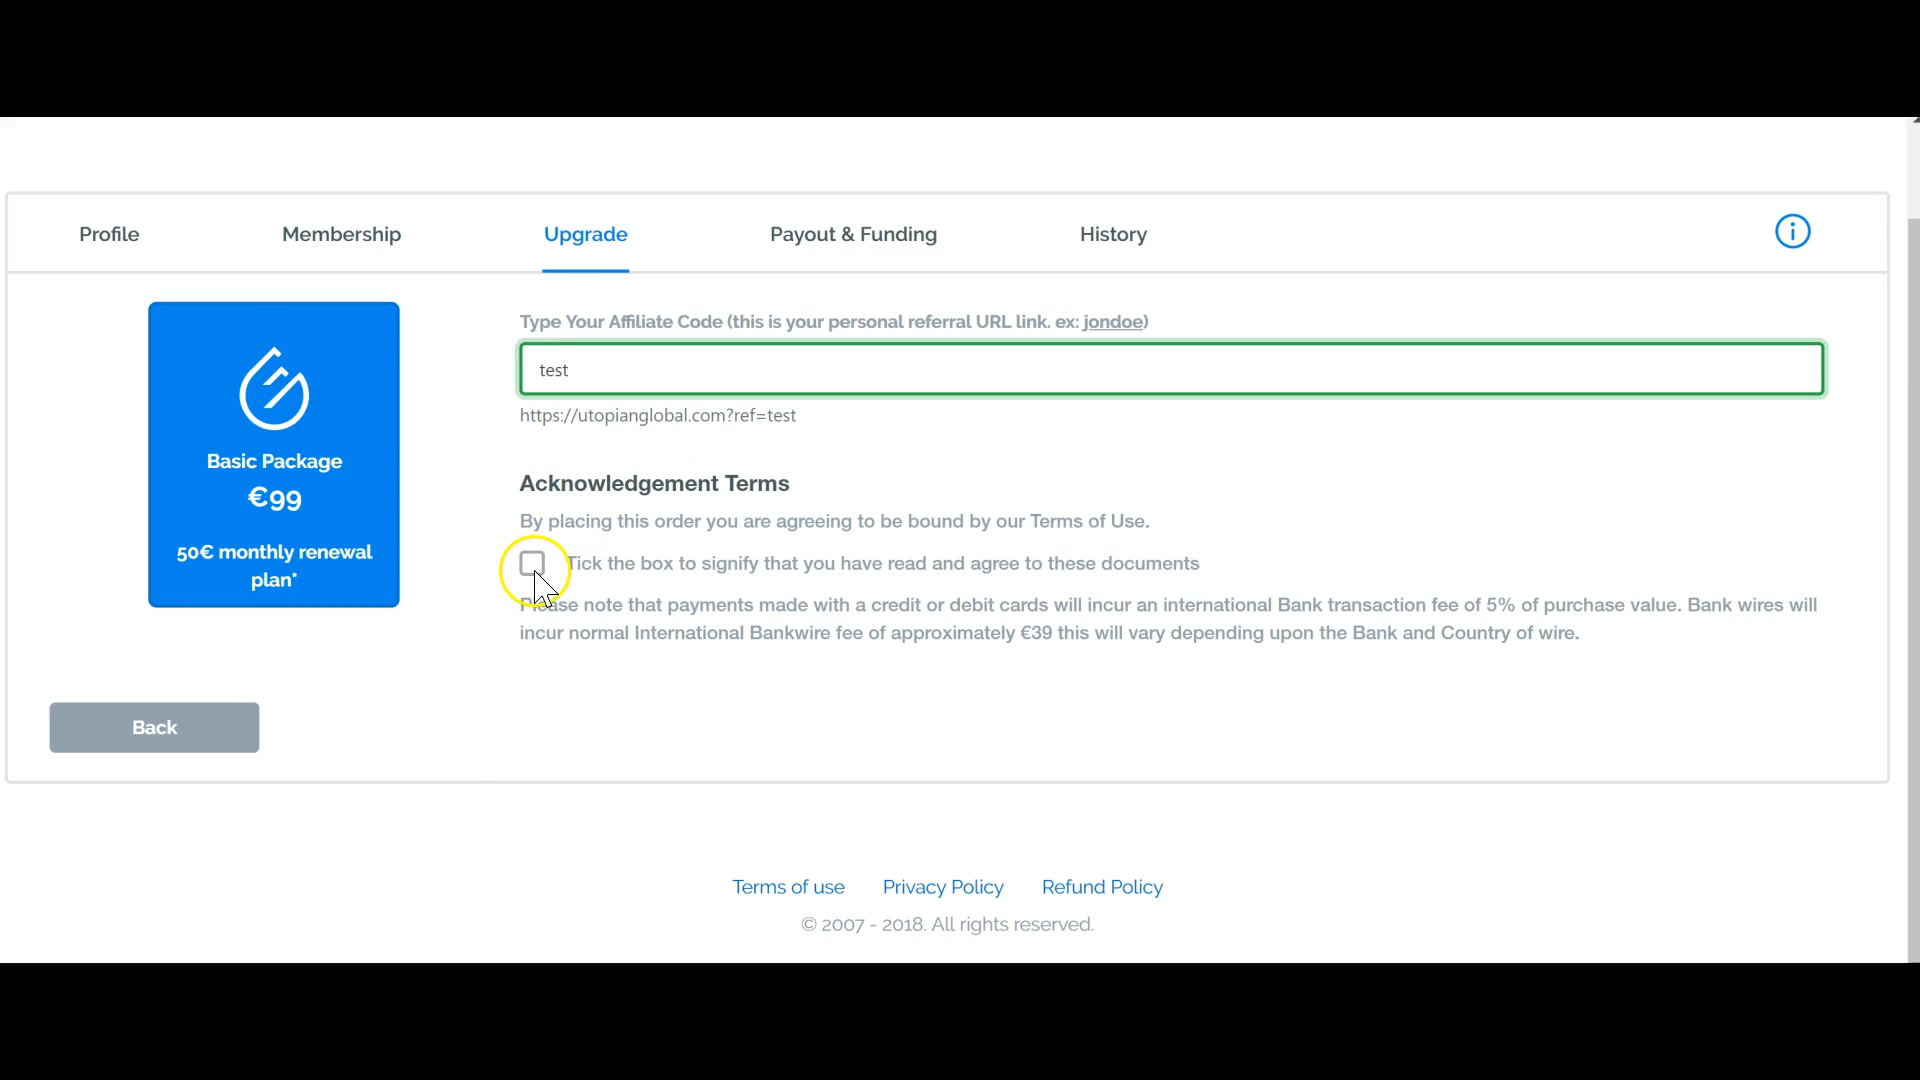 Profile
Membership
Upgrade
Payout & Funding
History
Basic Package
€99
50€ monthly renewal
plan*
Type Your Affiliate Code (this is your personal referral URL link. ex: jondoe)
test
https://utopianglobal.com?ref=test
Acknowledgement Terms
By placing this order you are agreeing to be bound by our Terms of Use.
Tick the box to signify that you have read and agree to these documents
Please note that payments made with a credit or debit cards will incur an international Bank transaction fee of 5% of purchase value. Bank wires will
incur normal International Bankwire fee of approximately €39 this will vary depending upon the Bank and Country of wire.
Back
Terms of use
Privacy Policy
Refund Policy
© 2007 - 2018. All rights reserved.